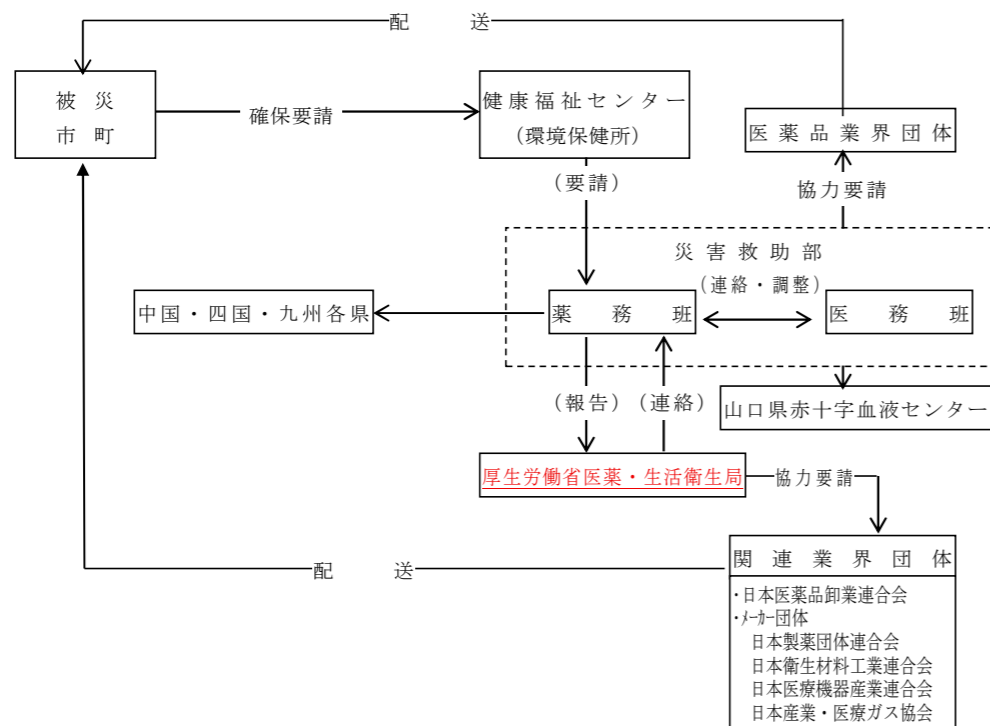 配　送
被　災
市　町
確保要請
健康福祉センター
（環境保健所）
医薬品業界団体
（要請）
協力要請
災害救助部
（連絡・調整）
中国・四国・九州各県
薬務班
医務班
（報告）
（連絡）
山口県赤十字血液センター
厚生労働省医薬・生活衛生局
協力要請
関連業界団体
配　送
・日本医薬品卸業連合会
・ﾒｰｶｰ団体
日本製薬団体連合会
日本衛生材料工業連合会
日本医療機器産業連合会
日本産業・医療ガス協会